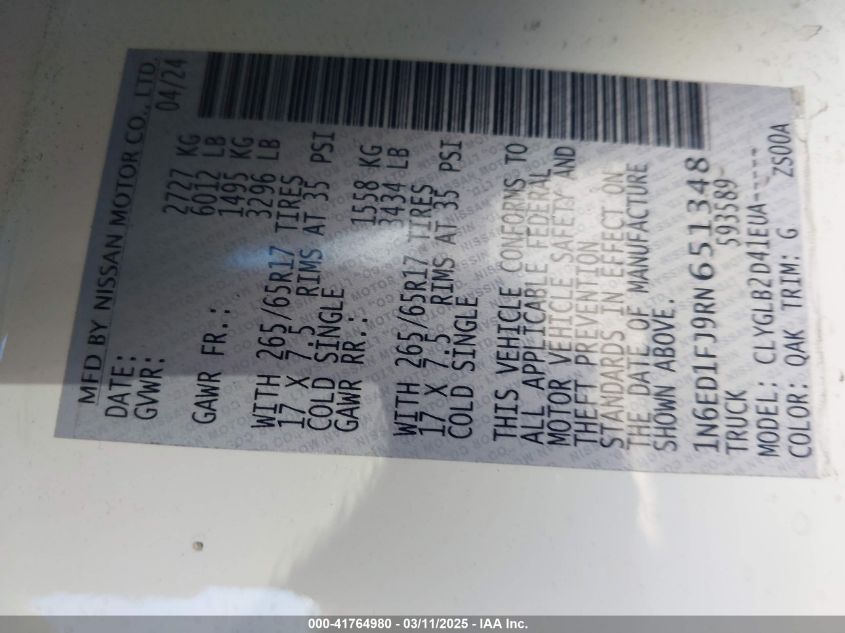 MFD BY NISSAN MOTOR CO., LTD.
DATE: 04/24
GVWR: 2727 KG
6012 LB
GAWR FR.: 1495 KG
3296 LB
WITH 265/65R17 TIRES
17 X 7.5 RIMS AT 35 PSI
COLD SINGLE
GAWR RR.: 1558 KG
3434 LB
WITH 265/65R17 TIRES
17 X 7.5 RIMS AT 35 PSI
COLD SINGLE
THIS VEHICLE CONFORMS TO
ALL APPLICABLE FEDERAL
MOTOR VEHICLE SAFETY AND
THEFT PREVENTION
STANDARDS IN EFFECT ON
THE DATE OF MANUFACTURE
SHOWN ABOVE.
1N6ED1FJ9RN651348
TRUCK 593589-
MODEL: CLYGLB2D41EUA-----
COLOR: QAK TRIM: G ZS00A
000-41764980 - 03/11/2025 - IAA Inc.